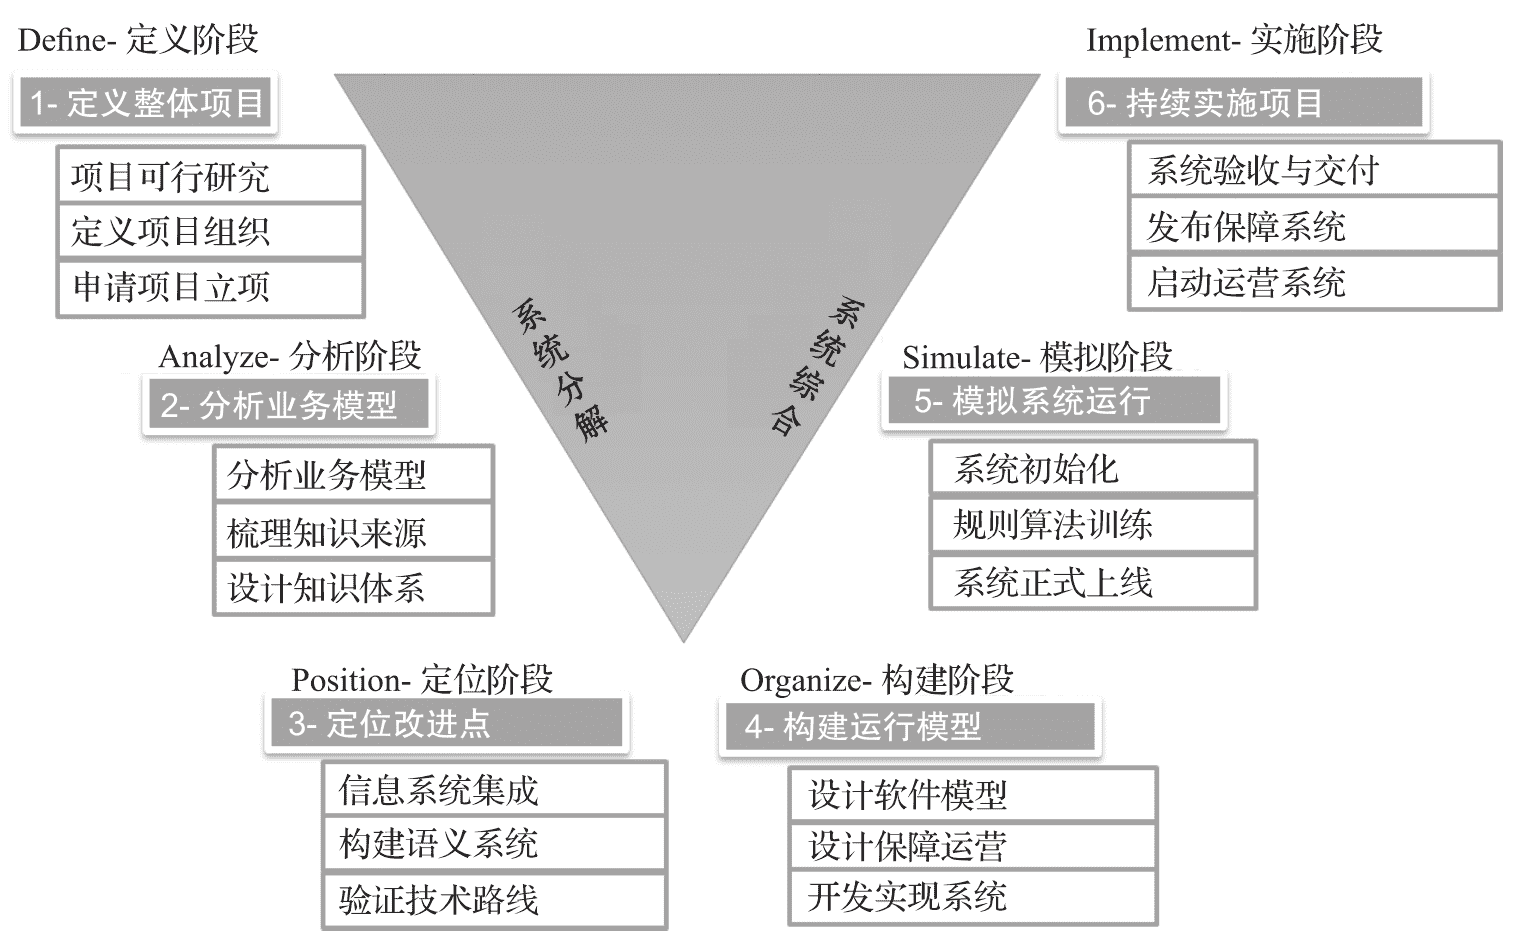 Define- 定义阶段
1- 定义整体项目
项目可行研究
定义项目组织
申请项目立项
Analyze- 分析阶段
2- 分析业务模型
分析业务模型
梳理知识来源
设计知识体系
Position- 定位阶段
3- 定位改进点
信息系统集成
构建语义系统
验证技术路线
系统分解
系统综合
Organize- 构建阶段
4- 构建运行模型
设计软件模型
设计保障运营
开发实现系统
Simulate- 模拟阶段
5- 模拟系统运行
系统初始化
规则算法训练
系统正式上线
Implement- 实施阶段
6- 持续实施项目
系统验收与交付
发布保障系统
启动运营系统